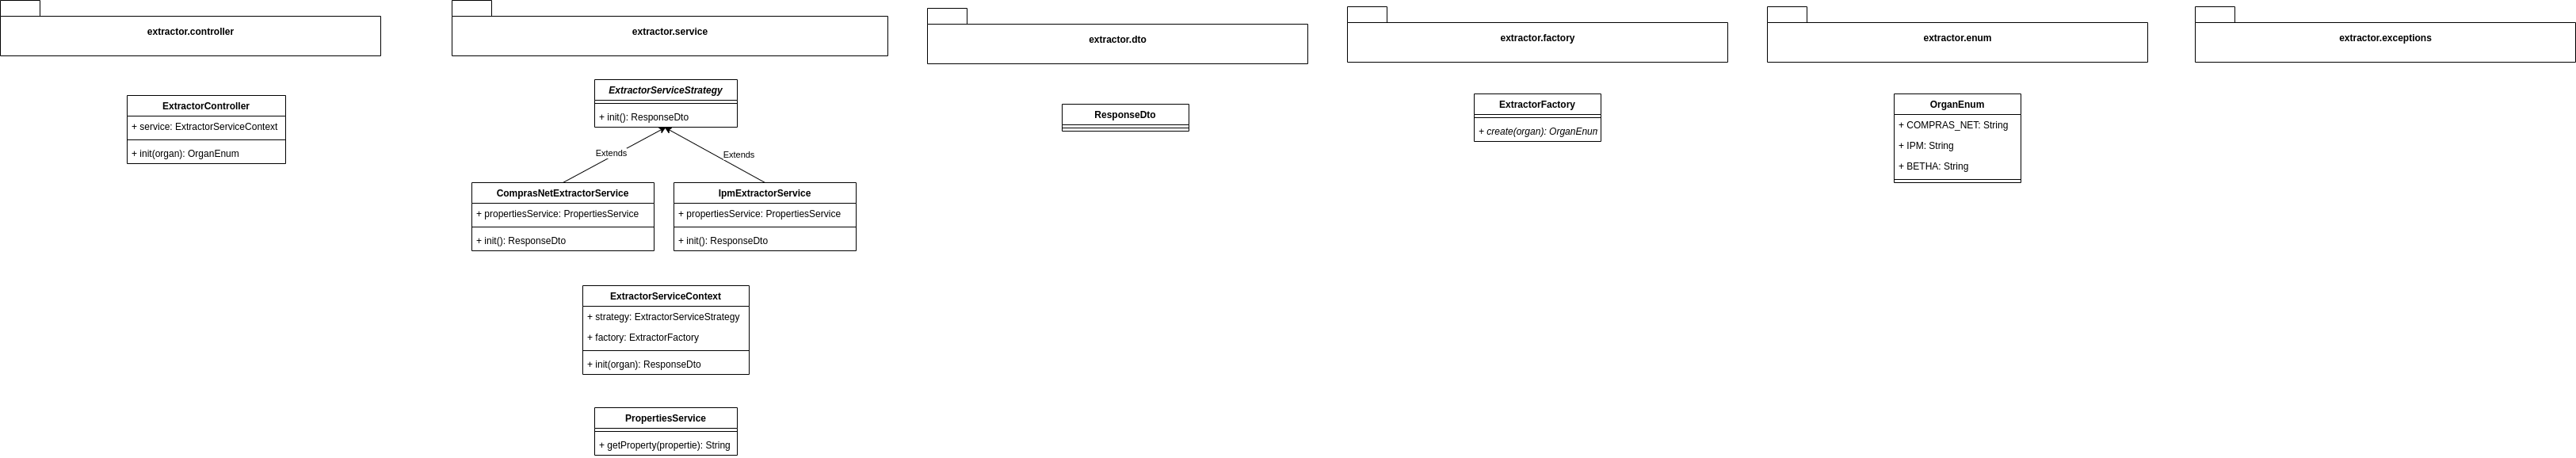 extractor.controller
ExtractorController
+ service: ExtractorServiceContext
+ init(organ): OrganEnum
extractor.service
ExtractorServiceStrategy
+ init(): ResponseDto
Extends
Extends
ComprasNetExtractorService
+ propertiesService: PropertiesService
+ init(): ResponseDto
IpmExtractorService
+ propertiesService: PropertiesService
+ init(): ResponseDto
ExtractorServiceContext
+ strategy: ExtractorServiceStrategy
+ factory: ExtractorFactory
+ init(organ): ResponseDto
PropertiesService
+ getProperty(propertie): String
extractor.dto
ResponseDto
extractor.factory
ExtractorFactory
+ create(organ): OrganEnum
extractor.enum
OrganEnum
+ COMPRAS_NET: String
+ IPM: String
+ BETHA: String
extractor.exceptions